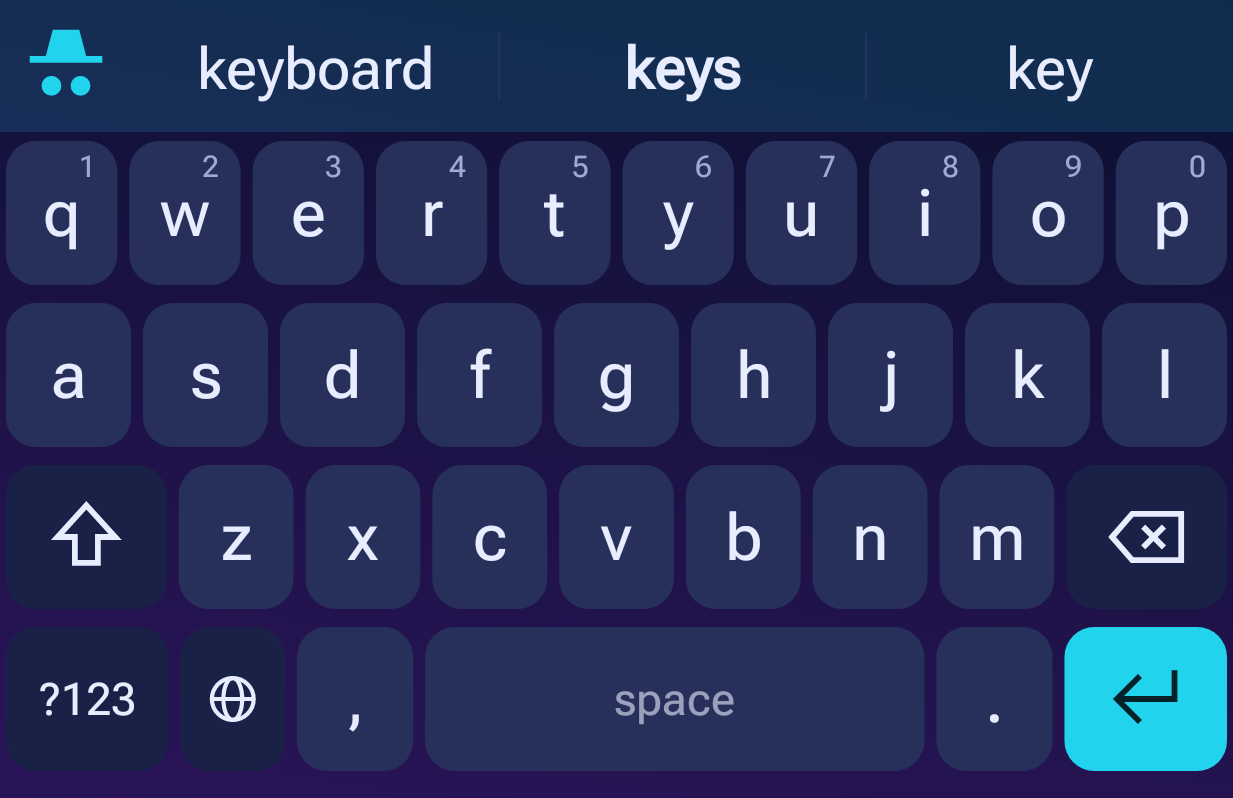 keyboard keys key
1 2 3 4 5 6 7 8 9 0
q w e r t y u i o p
a s d f g h j k l
z x c v b n m
?123 , space .